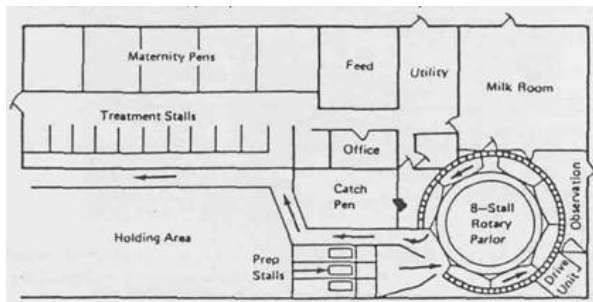 Maternity Pens
Feed
Utility
Milk Room
Treatment Stalls
Office
Catch
Pen
8-Stall
Rotary
Parlor
Observation
Holding Area
Prep
Stalls
Drive
Unit